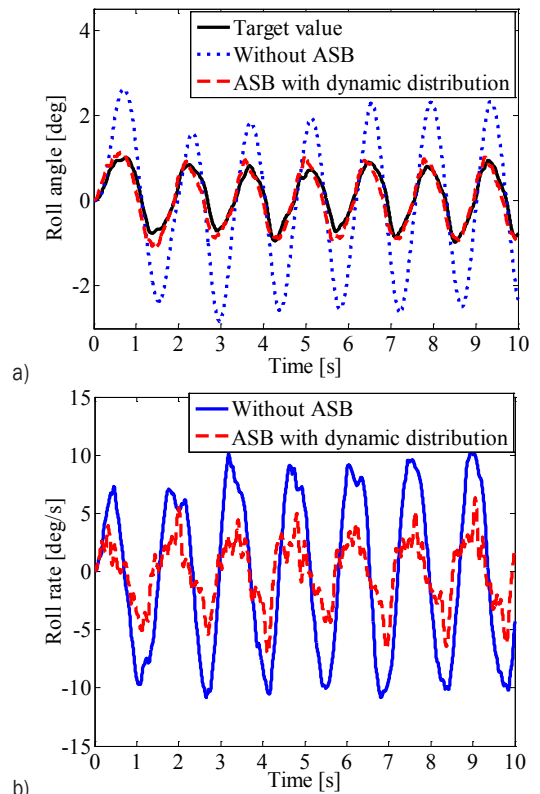 Target value
Without ASB
ASB with dynamic distribution
Roll angle [deg]
4
2
0
-2
0 1 2 3 4 5 6 7 8 9 10
Time [s]
a)
Without ASB
ASB with dynamic distribution
Roll rate [deg/s]
15
10
5
0
-5
-10
-15
0 1 2 3 4 5 6 7 8 9 10
Time [s]
b)